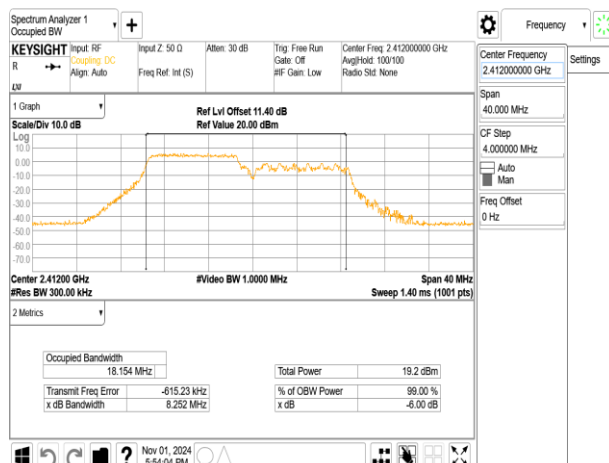 Spectrum Analyzer 1
Occupied BW
Frequency
KEYSIGHT
Input: RF
Input Z: 50 Ω
Atten: 30 dB
Trig: Free Run
Center Freq: 2.412000000 GHz
R
Coupling: DC
Gate: Off
Avg|Hold: 100/100
Align: Auto
Freq Ref: Int (S)
#IF Gain: Low
Radio Std: None
Center Frequency
2.412000000 GHz
Settings
Span
40.000 MHz
CF Step
4.000000 MHz
Auto
Man
Freq Offset
0 Hz
1 Graph
Ref Lvl Offset 11.40 dB
Scale/Div 10.0 dB
Ref Value 20.00 dBm
Log
10.0
0.00
-10.0
-20.0
-30.0
-40.0
-50.0
-60.0
-70.0
Center 2.41200 GHz
#Video BW 1.0000 MHz
Span 40 MHz
#Res BW 300.00 kHz
Sweep 1.40 ms (1001 pts)
2 Metrics
Occupied Bandwidth
18.154 MHz
Total Power
19.2 dBm
Transmit Freq Error
-615.23 kHz
% of OBW Power
99.00 %
x dB Bandwidth
8.252 MHz
x dB
-6.00 dB
?
Nov 01, 2024
5:54:04 PM